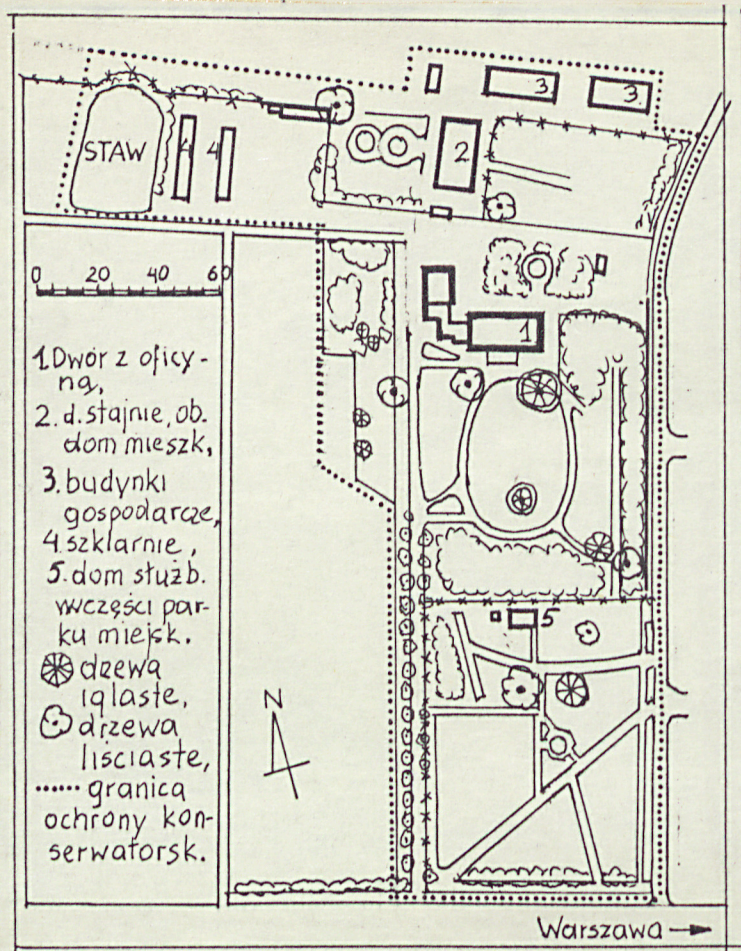 3
3
STAW
4
4
2
0 20 40 60
1
1.Dwór z oficy-
ną,
2. d. stajnie, ob.
dom mieszk,
3. budynki
gospodarcze,
4. szklarnie,
5. dom służb.
w części par-
ku miejsk.
drzewa
iglaste,
drzewa
liściaste,
granica
ochrony kon-
serwatorsk.
5
N
Warszawa